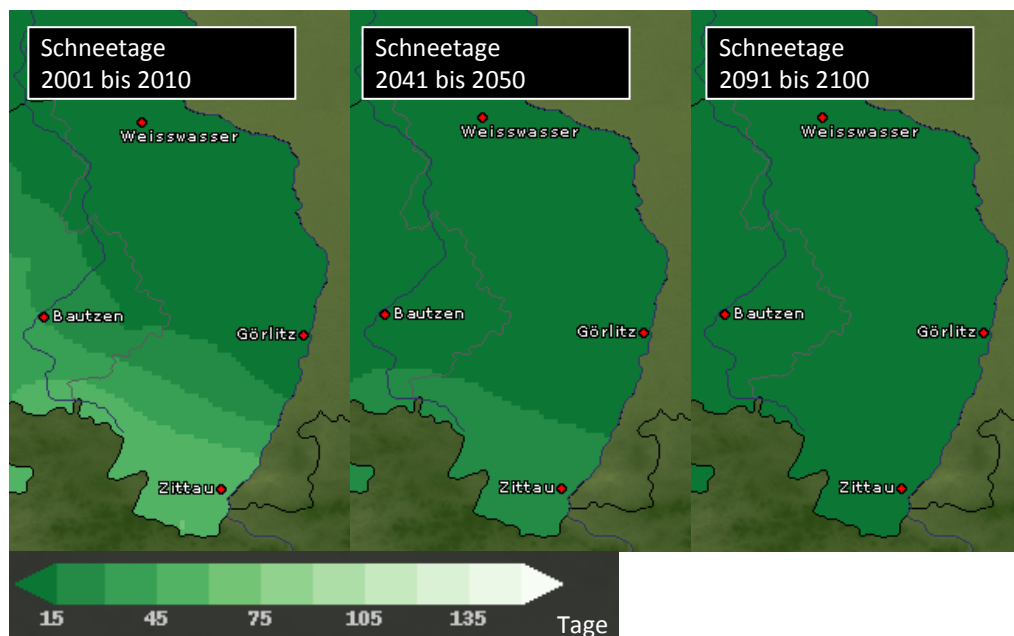 Schneetage
2001 bis 2010
Schneetage
2041 bis 2050
Schneetage
2091 bis 2100
Weisswasser
Weisswasser
Weisswasser
Bautzen
Görlitz
Bautzen
Görlitz
Bautzen
Görlitz
Zittau
Zittau
Zittau
15 45 75 105 135 Tage